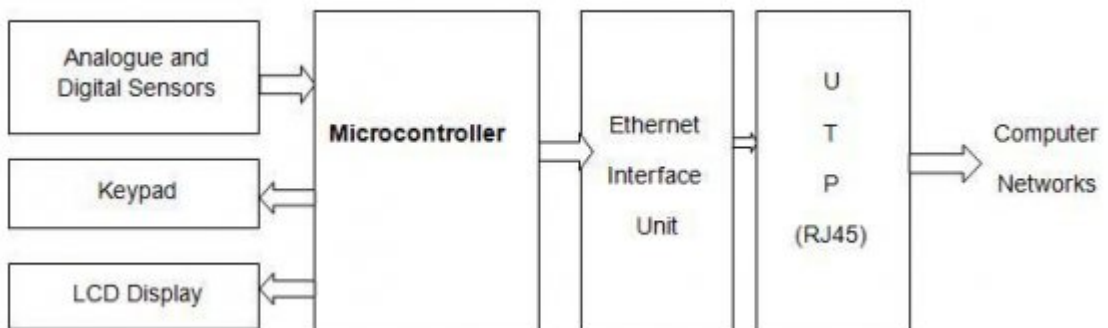 Analogue and
Digital Sensors
Keypad
LCD Display
Microcontroller
Ethernet
Interface
Unit
U
T
P
(RJ45)
Computer
Networks